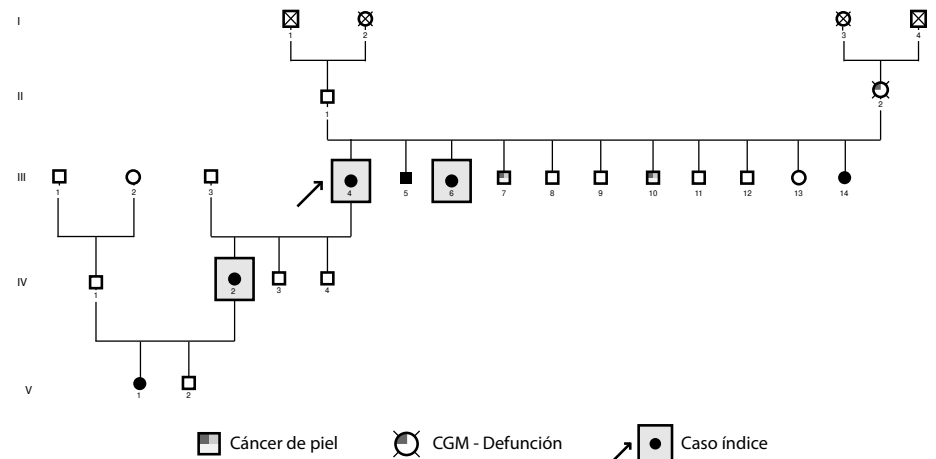 I
1 2 3 4
II
1 2
III
1 2 3 4 5 6 7 8 9 10 11 12 13 14
IV
1 2 3 4
V
1 2
Cáncer de piel CGM - Defunción Caso índice